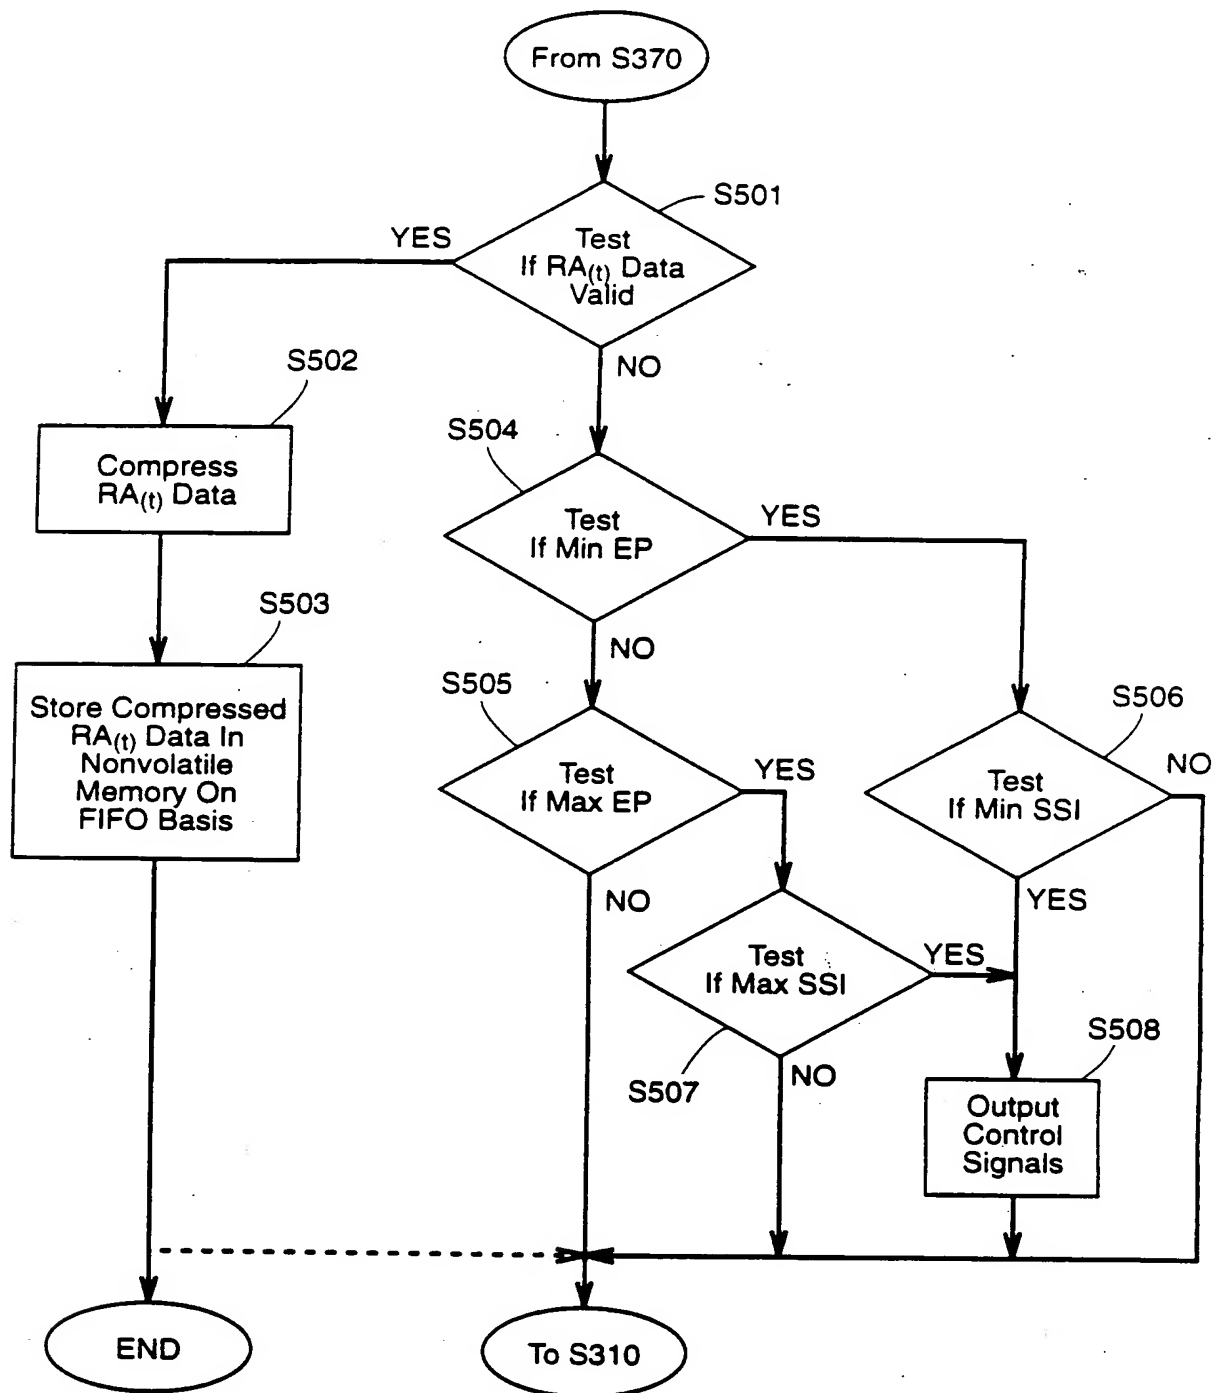 From S370
S501
YES
Test
If RA(t) Data
Valid
NO
S502
Compress
RA(t) Data
S504
Test
If Min EP
YES
NO
S503
Store Compressed
RA(t) Data In
Nonvolatile
Memory On
FIFO Basis
S505
Test
If Max EP
YES
NO
S506
Test
If Min SSI
NO
YES
Test
If Max SSI
YES
S507
NO
S508
Output
Control
Signals
END
To S310